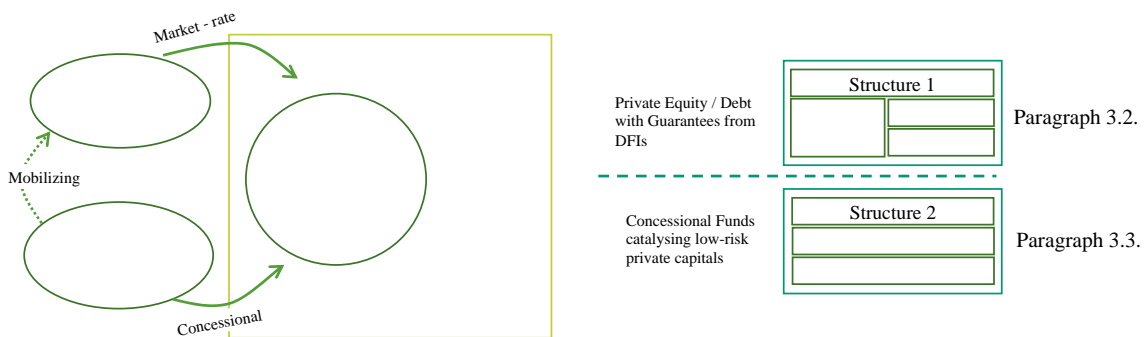 Market - rate
Mobilizing
Concessional
Private Equity / Debt
with Guarantees from
DFIs
Structure 1
Paragraph 3.2.
Concessional Funds
catalysing low-risk
private capitals
Structure 2
Paragraph 3.3.